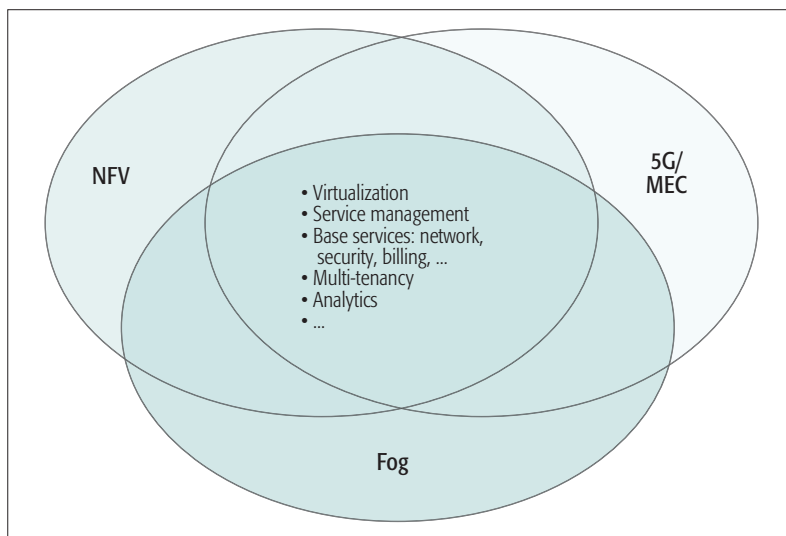 NFV
5G/
MEC
• Virtualization
• Service management
• Base services: network,
security, billing, ...
• Multi-tenancy
• Analytics
• ...
Fog